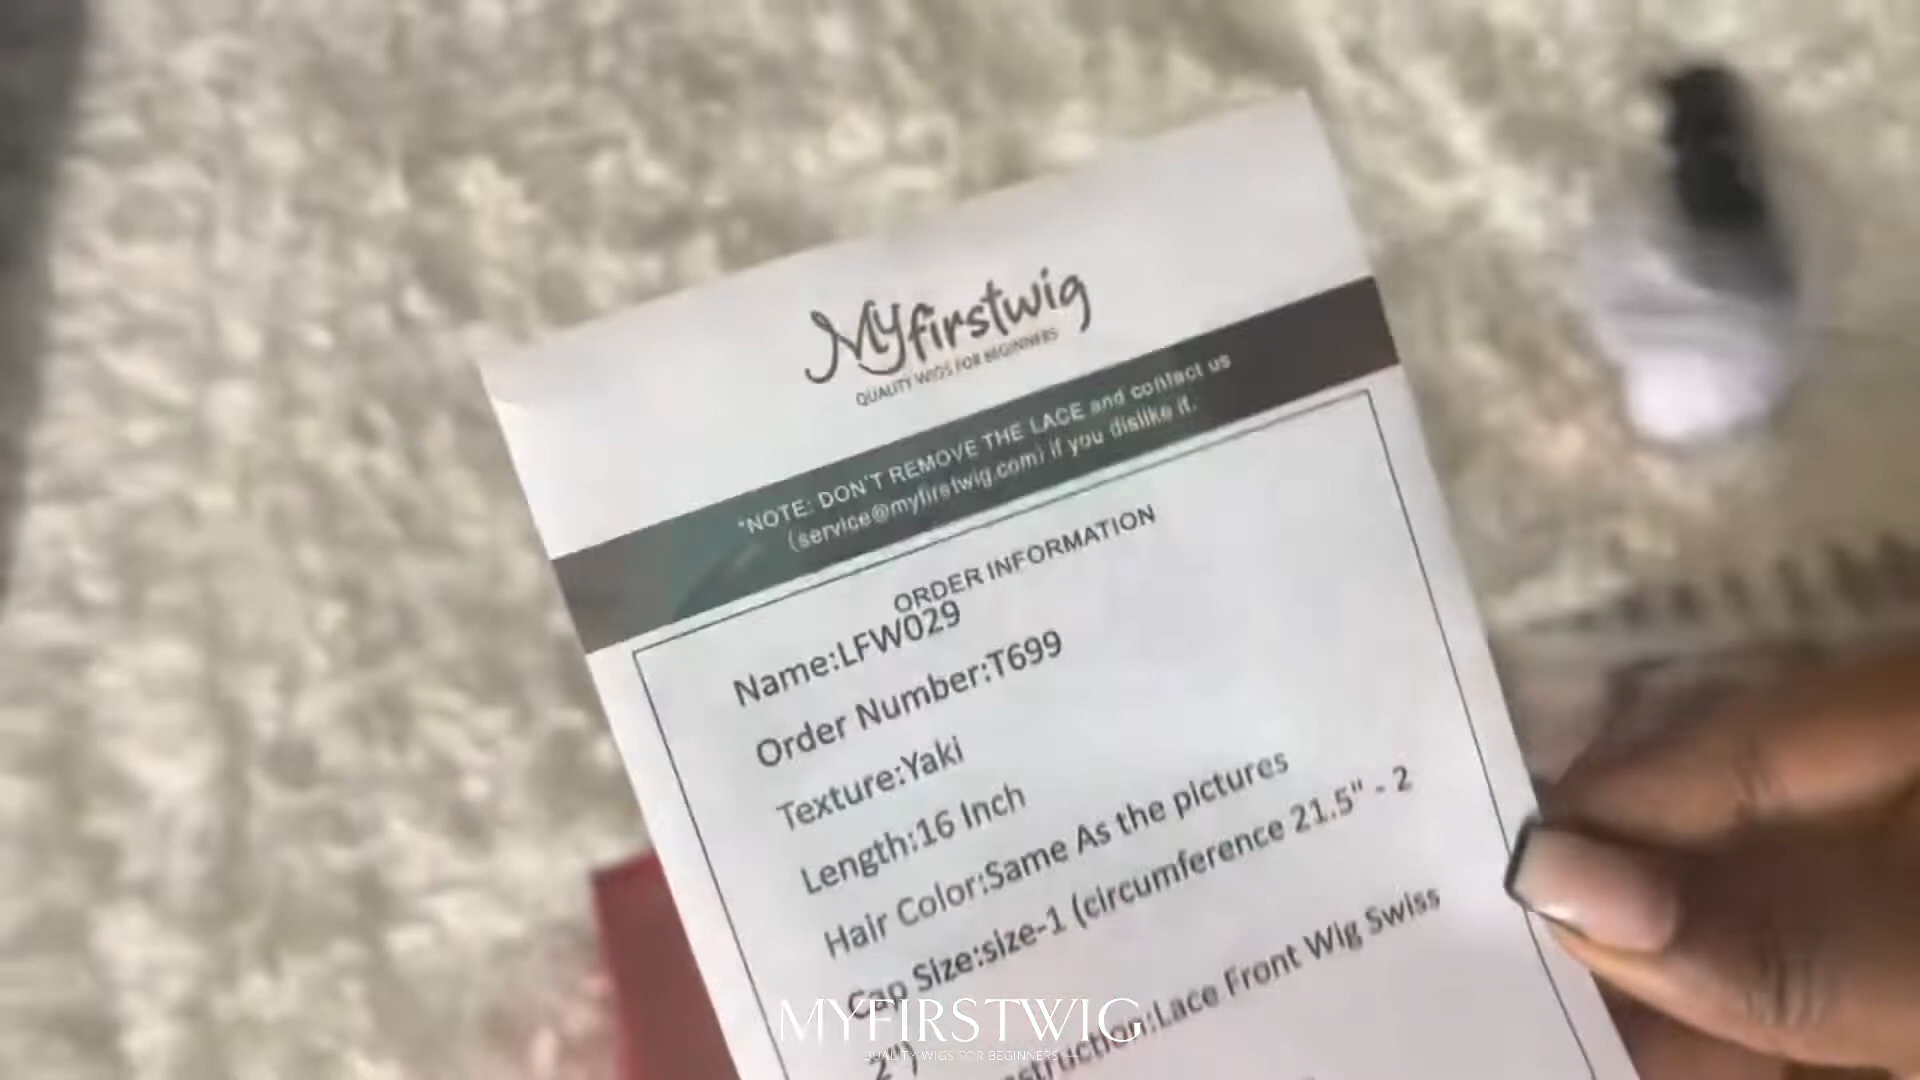 Myfirstwig
QUALITY WIGS FOR BEGINNERS
*NOTE: DON'T REMOVE THE LACE and contact us
(service@myfirstwig.com) if you dislike it.
ORDER INFORMATION
Name:LFW029
Order Number:T699
Texture:Yaki
Length:16 Inch
Hair Color:Same As the pictures
Cap Size:size-1 (circumference 21.5" - 2
2")
nstruction:Lace Front Wig Swiss
MYFIRSTWIG
QUALITY WIGS FOR BEGINNERS